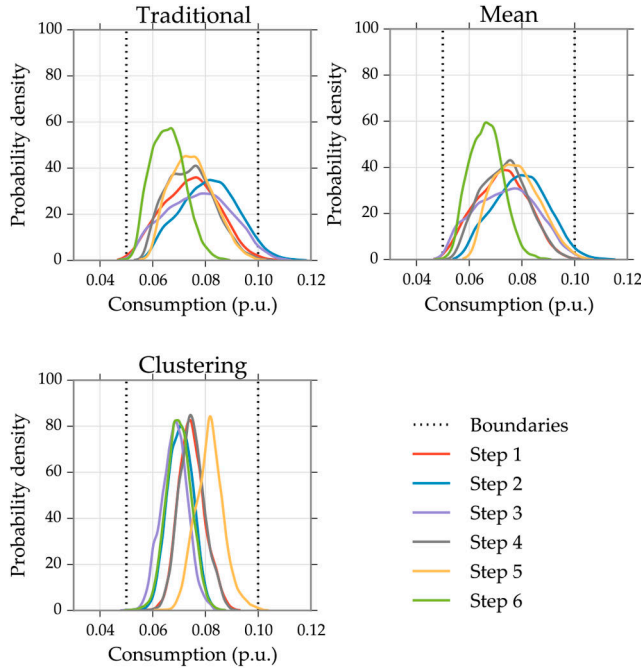 Traditional
100
80
60
40
20
0
0.04 0.06 0.08 0.10 0.12
Probability density
Consumption (p.u.)
Mean
100
80
60
40
20
0
0.04 0.06 0.08 0.10 0.12
Probability density
Consumption (p.u.)
Clustering
100
80
60
40
20
0
0.04 0.06 0.08 0.10 0.12
Probability density
Consumption (p.u.)
Boundaries
Step 1
Step 2
Step 3
Step 4
Step 5
Step 6